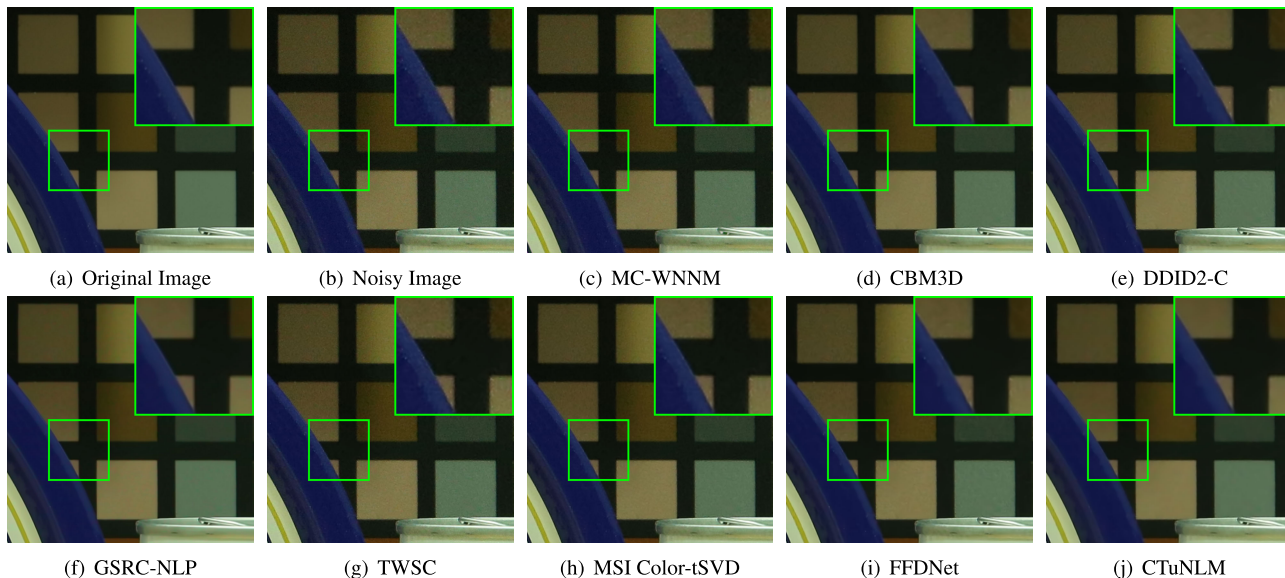 (a) Original Image (b) Noisy Image (c) MC-WNNM (d) CBM3D (e) DDID2-C
(f) GSRC-NLP (g) TWSC (h) MSI Color-tSVD (i) FFDNet (j) CTuNLM